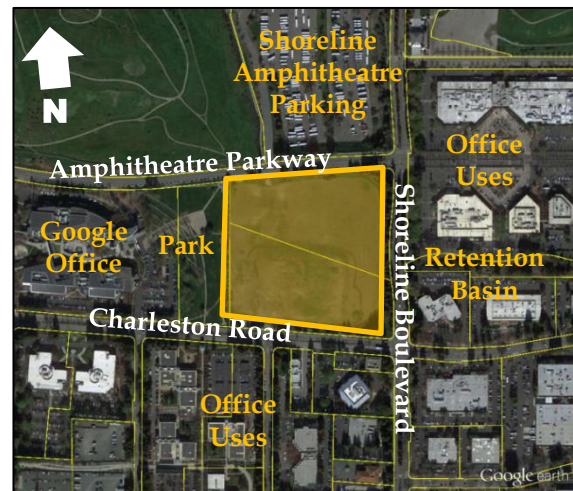 Shoreline
Amphitheatre
Parking
N
Amphitheatre Parkway
Office
Uses
Google
Office
Park
Shoreline Boulevard
Retention
Basin
Charleston Road
Office
Uses
Google earth